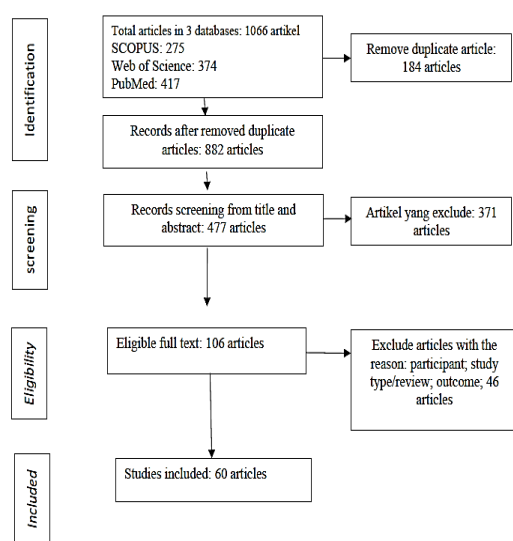 Identification
Total articles in 3 databases: 1066 artikel
SCOPUS: 275
Web of Science: 374
PubMed: 417
Remove duplicate article:
184 articles
Records after removed duplicate
articles: 882 articles
screening
Records screening from title and
abstract: 477 articles
Artikel yang exclude: 371
articles
Eligibility
Eligible full text: 106 articles
Exclude articles with the
reason: participant; study
type/review; outcome; 46
articles
Included
Studies included: 60 articles